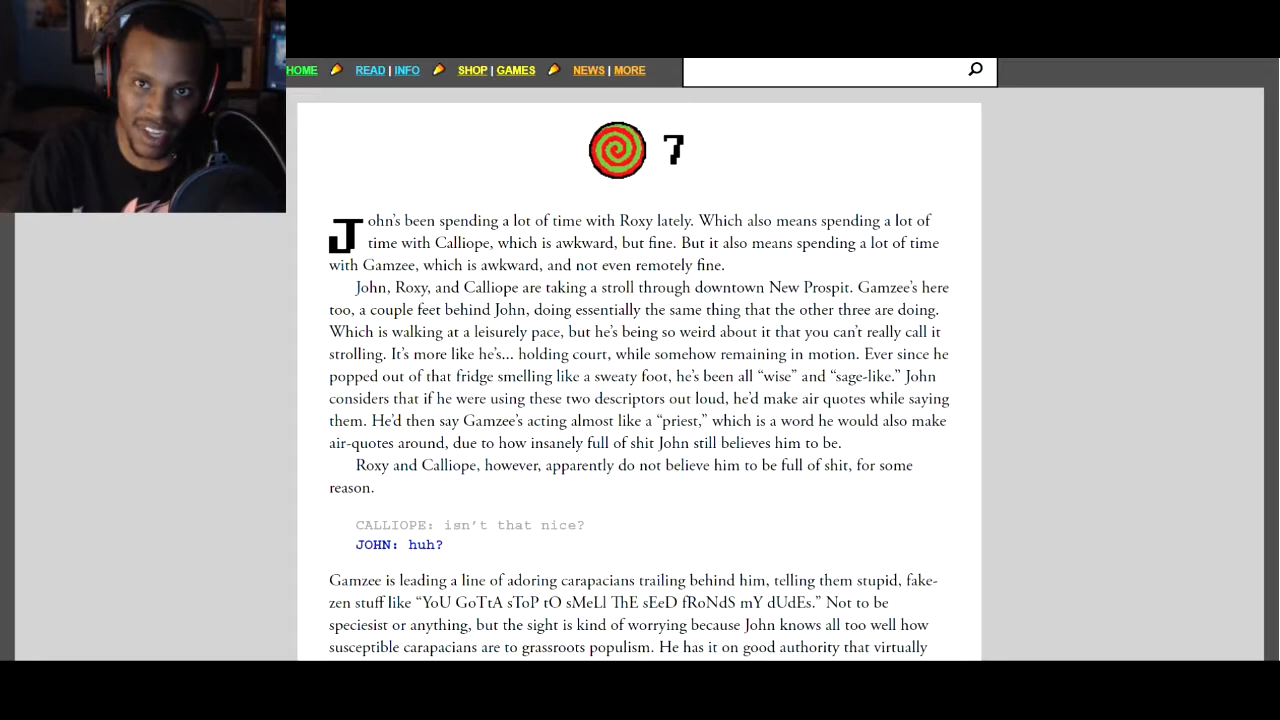 HOME READ | INFO SHOP | GAMES NEWS | MORE
7
John's been spending a lot of time with Roxy lately. Which also means spending a lot of
time with Calliope, which is awkward, but fine. But it also means spending a lot of time
with Gamzee, which is awkward, and not even remotely fine.
John, Roxy, and Calliope are taking a stroll through downtown New Prospit. Gamzee's here
too, a couple feet behind John, doing essentially the same thing that the other three are doing.
Which is walking at a leisurely pace, but he's being so weird about it that you can't really call it
strolling. It's more like he's... holding court, while somehow remaining in motion. Ever since he
popped out of that fridge smelling like a sweaty foot, he's been all “wise” and “sage-like.” John
considers that if he were using these two descriptors out loud, he'd make air quotes while saying
them. He'd then say Gamzee's acting almost like a “priest,” which is a word he would also make
air-quotes around, due to how insanely full of shit John still believes him to be.
Roxy and Calliope, however, apparently do not believe him to be full of shit, for some
reason.
CALLIOPE: isn't that nice?
JOHN: huh?
Gamzee is leading a line of adoring carapacians trailing behind him, telling them stupid, fake-
zen stuff like “YoU GoTtA sToP tO sMeLl ThE sEeD fRoNdS mY dUdEs.” Not to be
speciesist or anything, but the sight is kind of worrying because John knows all too well how
susceptible carapacians are to grassroots populism. He has it on good authority that virtually